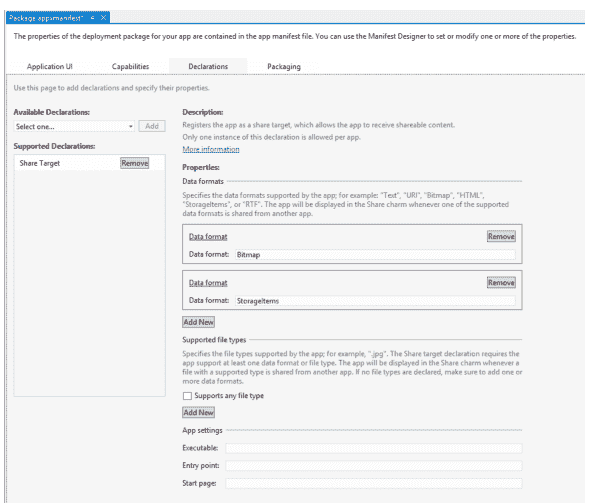 Package.appxmanifest*
The properties of the deployment package for your app are contained in the app manifest file. You can use the Manifest Designer to set or modify one or more of the properties.
Application UI Capabilities Declarations Packaging
Use this page to add declarations and specify their properties.
Available Declarations:
Select one... Add
Supported Declarations:
Share Target Remove
Description:
Registers the app as a share target, which allows the app to receive shareable content.
Only one instance of this declaration is allowed per app.
More information
Properties:
Data formats
Specifies the data formats supported by the app; for example: "Text", "URI", "Bitmap", "HTML",
"StorageItems", or "RTF". The app will be displayed in the Share charm whenever one of the supported
data formats is shared from another app.
Data format Remove
Data format: Bitmap
Data format Remove
Data format: StorageItems
Add New
Supported file types
Specifies the file types supported by the app; for example, ".jpg". The Share target declaration requires the
app support at least one data format or file type. The app will be displayed in the Share charm whenever a
file with a supported type is shared from another app. If no file types are declared, make sure to add one or
more data formats.
Supports any file type
Add New
App settings
Executable:
Entry point:
Start page: